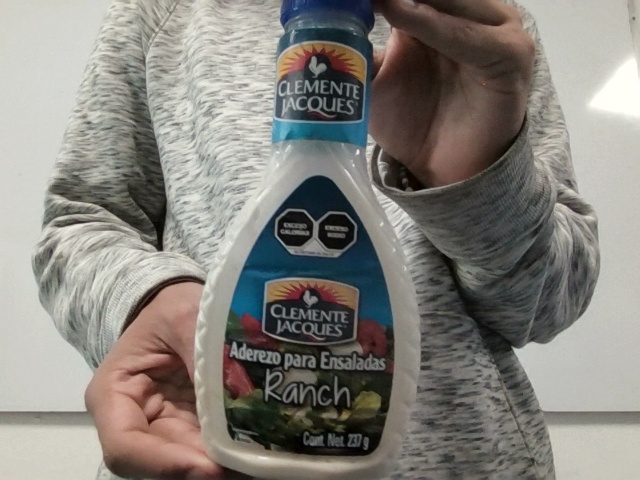 CLEMENTE
JACQUES
EXCESO
CALORÍAS
EXCESO
SODIO
CLEMENTE
JACQUES
Aderezo para Ensaladas
Ranch
Cont. Net. 237 g